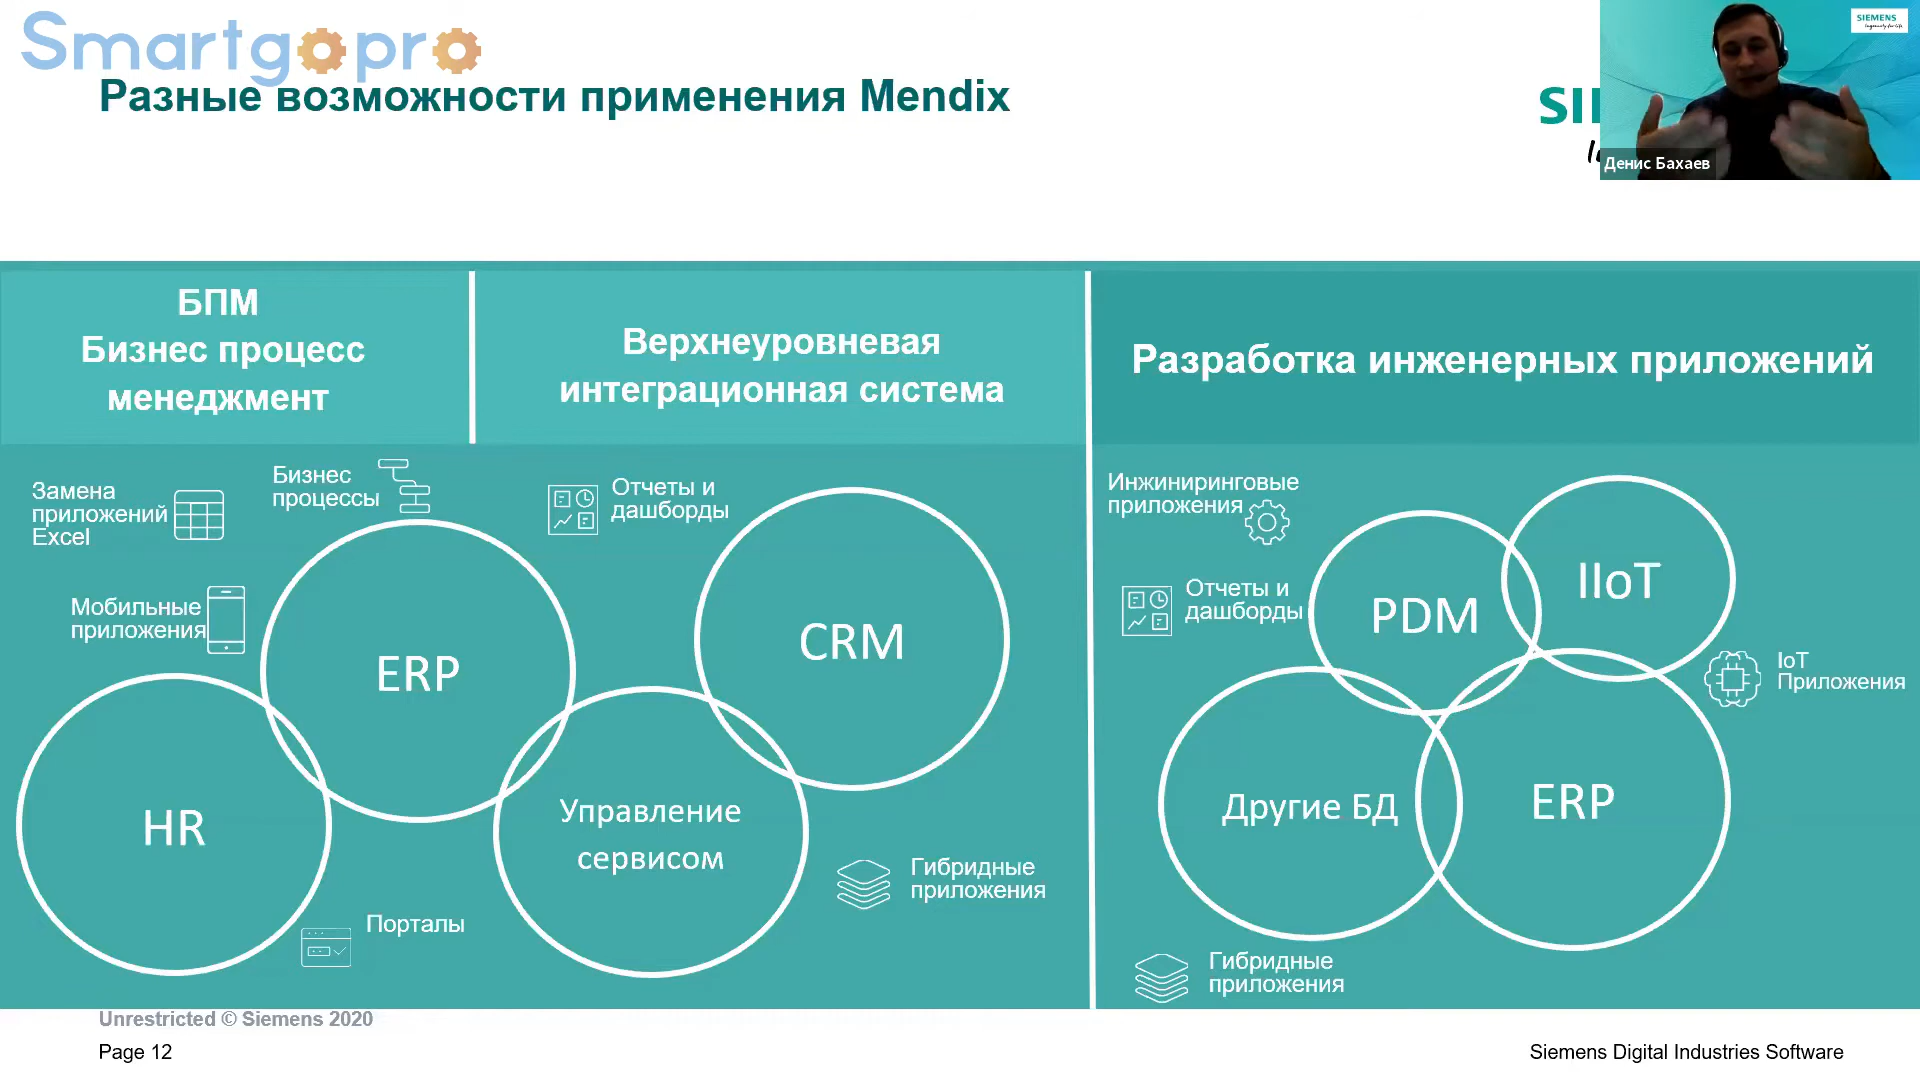 Smartgopro
Разные возможности применения Mendix
SIEMENS
Ingenuity for life
Денис Бахаев
БПМ
Бизнес процесс
менеджмент
Верхнеуровневая
интеграционная система
Разработка инженерных приложений
Замена
приложений
Excel
Бизнес
процессы
Отчеты и
дашборды
Мобильные
приложения
ERP
CRM
HR
Управление
сервисом
Порталы
Гибридные
приложения
Инжиниринговые
приложения
Отчеты и
дашборды
PDM
IIoT
IoT
Приложения
Другие БД
ERP
Гибридные
приложения
Unrestricted © Siemens 2020
Page 12
Siemens Digital Industries Software